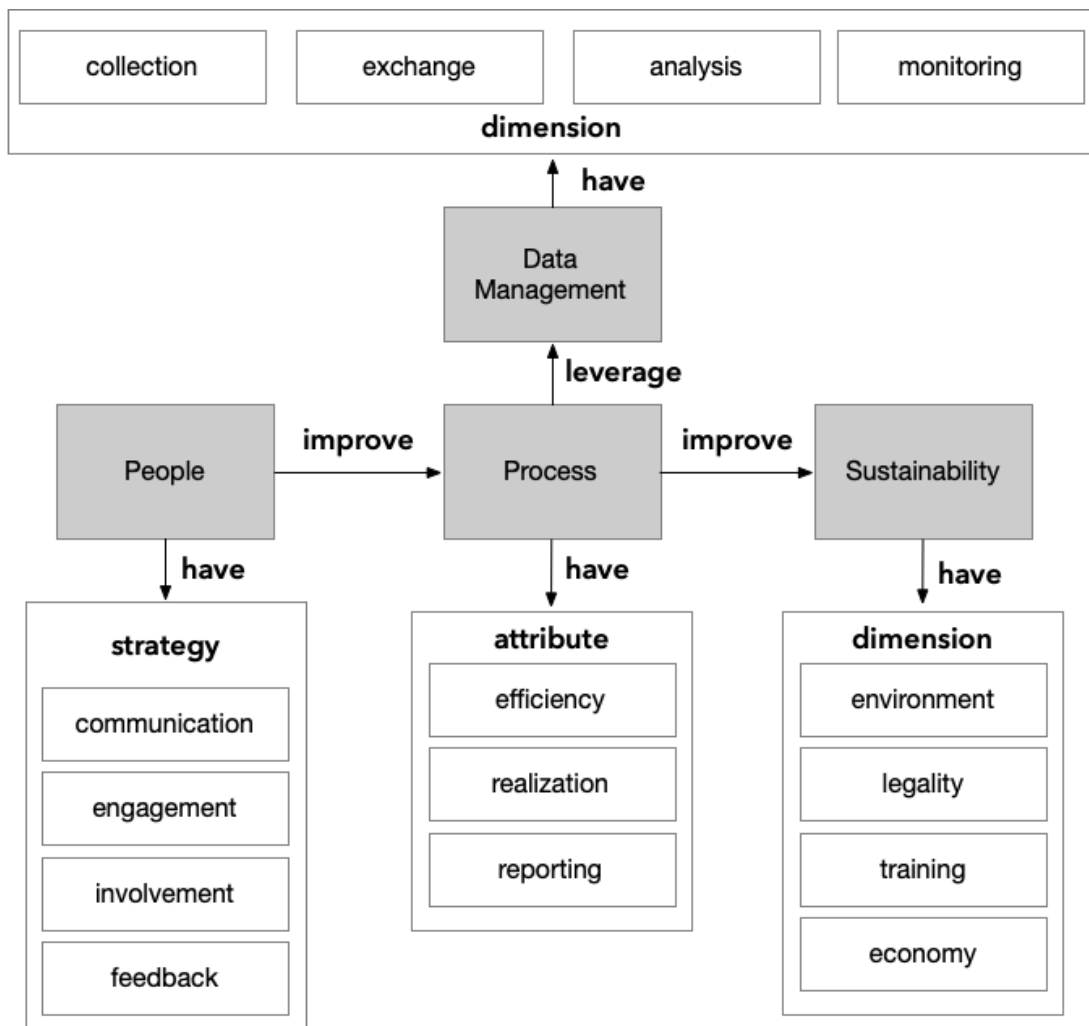 collection
exchange
analysis
monitoring
dimension
have
Data
Management
leverage
People
improve
Process
improve
Sustainability
have
have
have
strategy
communication
engagement
involvement
feedback
attribute
efficiency
realization
reporting
dimension
environment
legality
training
economy